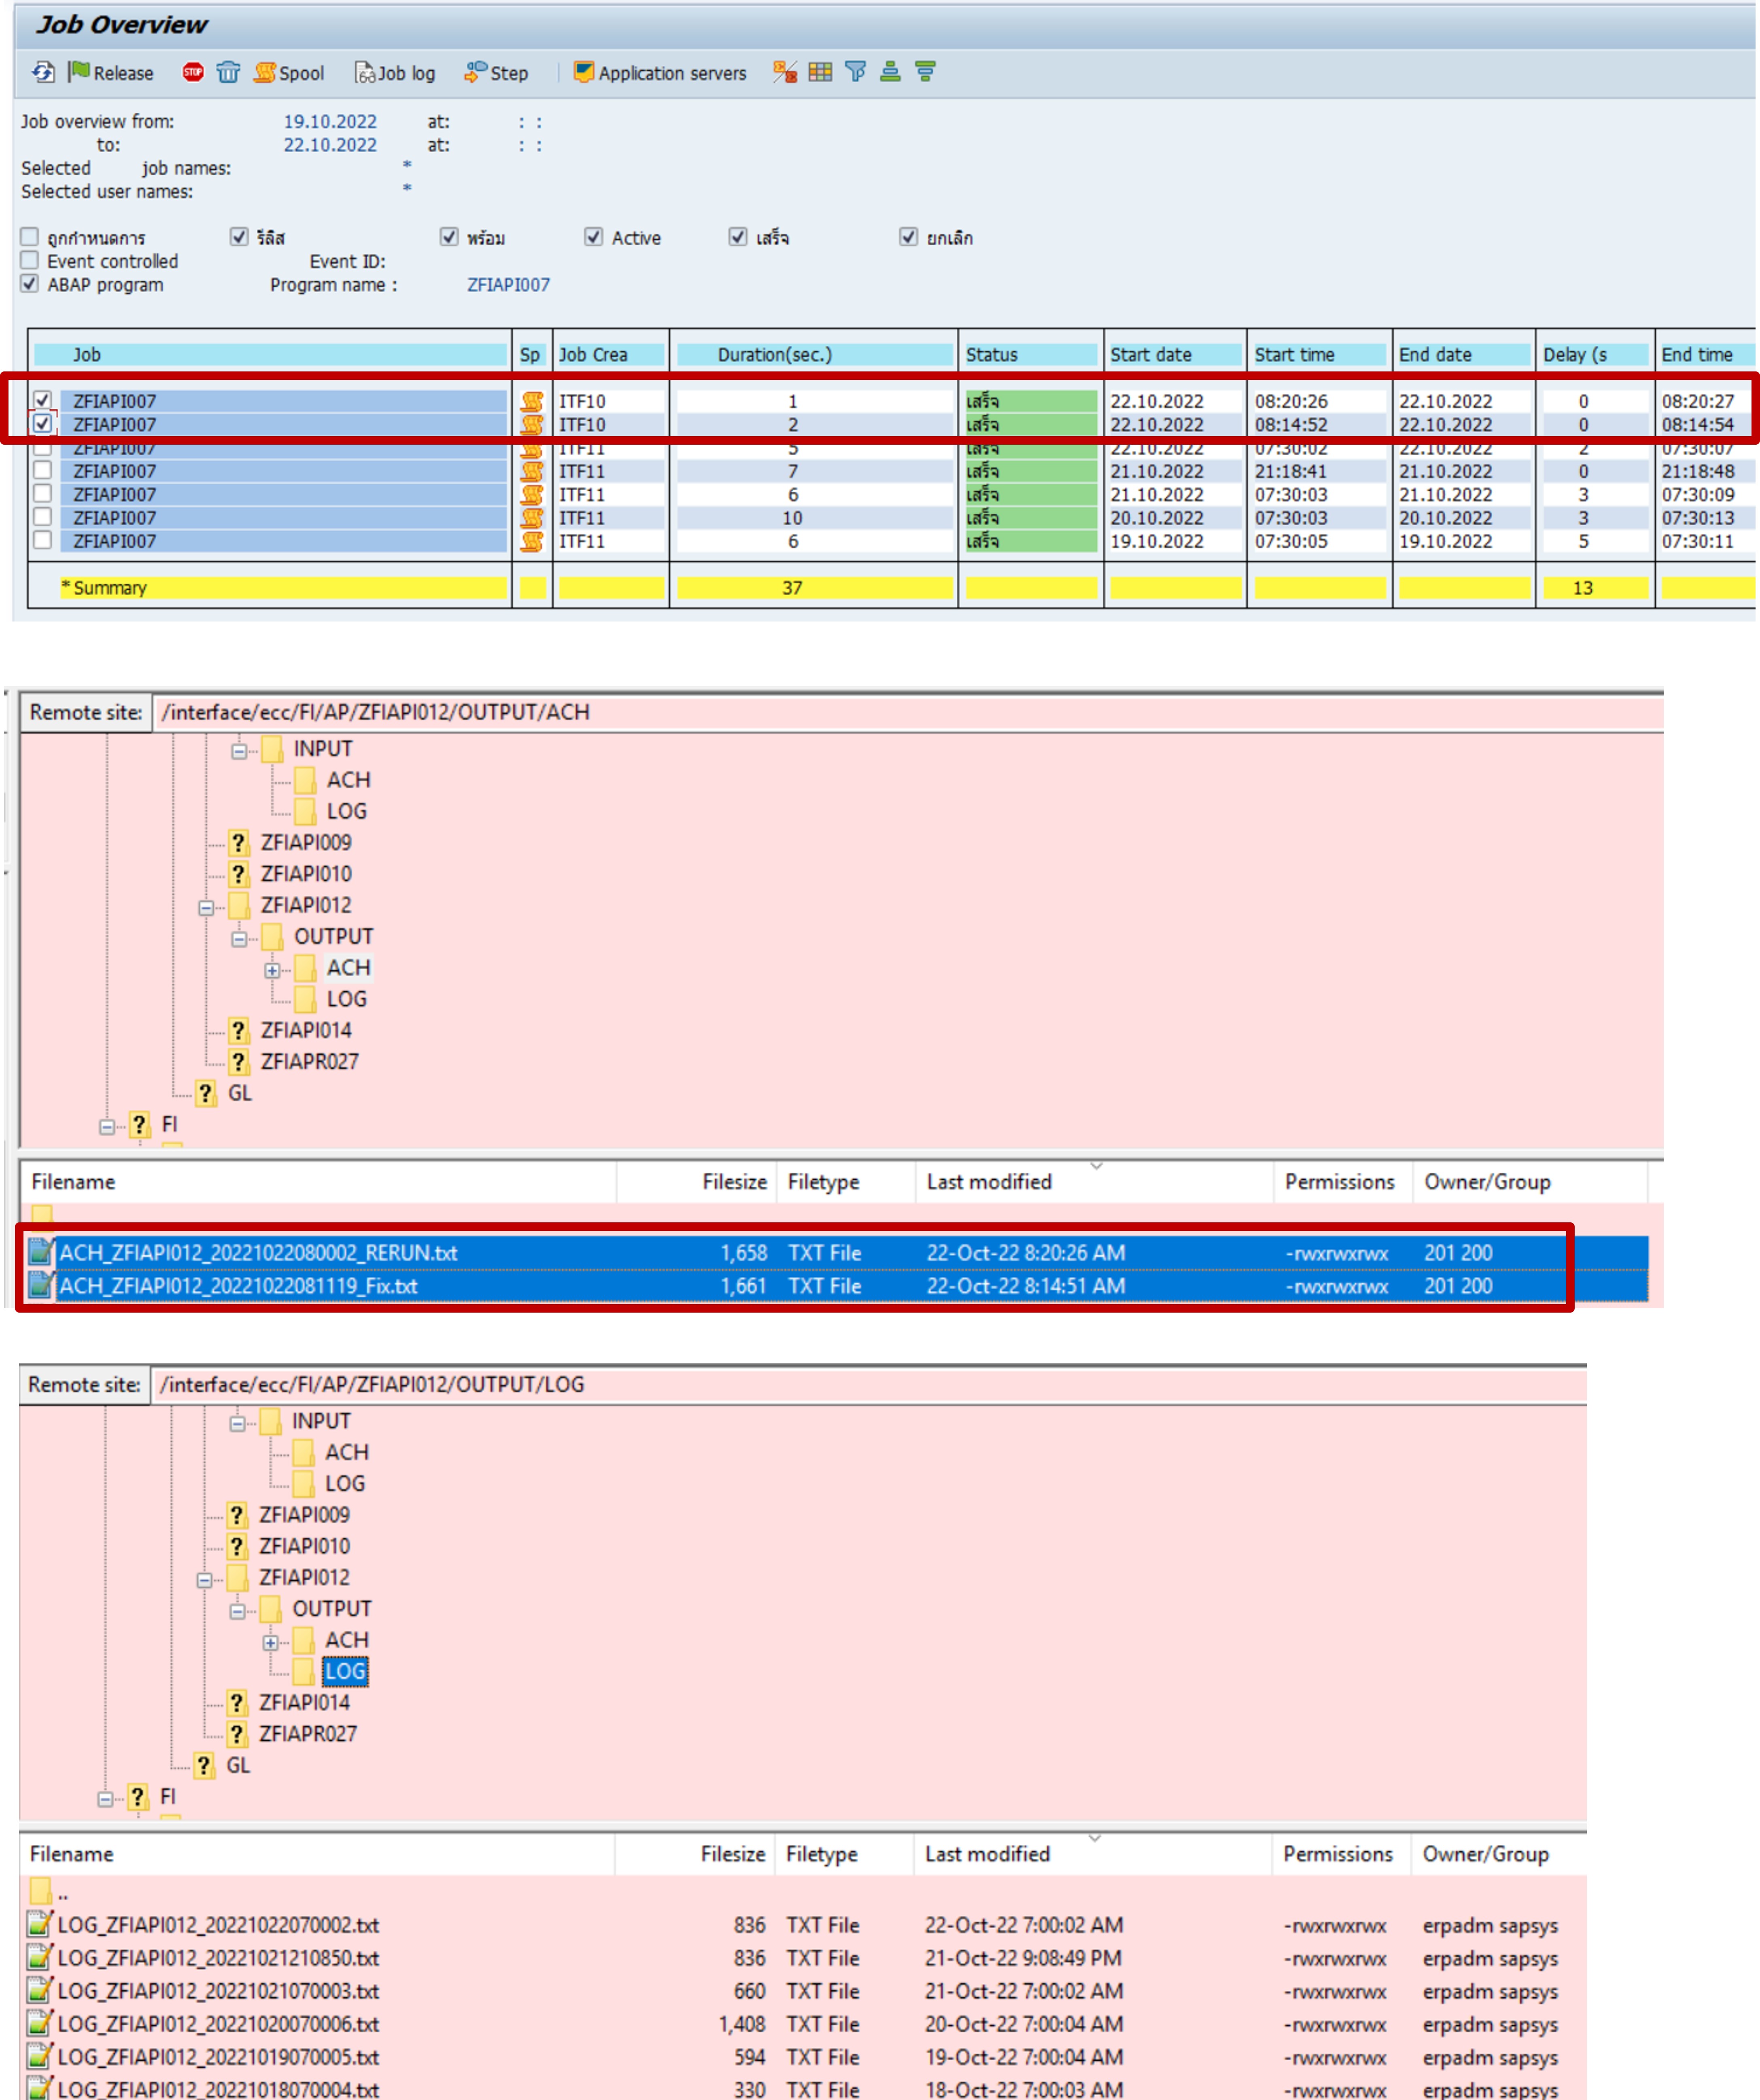 Job Overview
Release STOP Spool Job log Step Application servers
Job overview from: 19.10.2022 at: : :
to: 22.10.2022 at: : :
Selected job names: *
Selected user names: *
ถูกกำหนดการ รีลิส พร้อม Active เสร็จ ยกเลิก
Event controlled Event ID:
ABAP program Program name : ZFIAPI007
Job Sp Job Crea Duration(sec.) Status Start date Start time End date Delay (s End time
ZFIAPI007 ITF10 1 เสร็จ 22.10.2022 08:20:26 22.10.2022 0 08:20:27
ZFIAPI007 ITF10 2 เสร็จ 22.10.2022 08:14:52 22.10.2022 0 08:14:54
ZFIAPI007 ITF11 5 เสร็จ 22.10.2022 07:30:02 22.10.2022 2 07:30:07
ZFIAPI007 ITF11 7 เสร็จ 21.10.2022 21:18:41 21.10.2022 0 21:18:48
ZFIAPI007 ITF11 6 เสร็จ 21.10.2022 07:30:03 21.10.2022 3 07:30:09
ZFIAPI007 ITF11 10 เสร็จ 20.10.2022 07:30:03 20.10.2022 3 07:30:13
ZFIAPI007 ITF11 6 เสร็จ 19.10.2022 07:30:05 19.10.2022 5 07:30:11
* Summary 37 13
Remote site: /interface/ecc/FI/AP/ZFIAPI012/OUTPUT/ACH
INPUT
ACH
LOG
ZFIAPI009
ZFIAPI010
ZFIAPI012
OUTPUT
ACH
LOG
ZFIAPI014
ZFIAPR027
GL
FI
Filename Filesize Filetype Last modified Permissions Owner/Group
ACH_ZFIAPI012_20221022080002_RERUN.txt 1,658 TXT File 22-Oct-22 8:20:26 AM -rwxrwxrwx 201 200
ACH_ZFIAPI012_20221022081119_Fix.txt 1,661 TXT File 22-Oct-22 8:14:51 AM -rwxrwxrwx 201 200
Remote site: /interface/ecc/FI/AP/ZFIAPI012/OUTPUT/LOG
INPUT
ACH
LOG
ZFIAPI009
ZFIAPI010
ZFIAPI012
OUTPUT
ACH
LOG
ZFIAPI014
ZFIAPR027
GL
FI
Filename Filesize Filetype Last modified Permissions Owner/Group
..
LOG_ZFIAPI012_20221022070002.txt 836 TXT File 22-Oct-22 7:00:02 AM -rwxrwxrwx erpadm sapsys
LOG_ZFIAPI012_20221021210850.txt 836 TXT File 21-Oct-22 9:08:49 PM -rwxrwxrwx erpadm sapsys
LOG_ZFIAPI012_20221021070003.txt 660 TXT File 21-Oct-22 7:00:02 AM -rwxrwxrwx erpadm sapsys
LOG_ZFIAPI012_20221020070006.txt 1,408 TXT File 20-Oct-22 7:00:04 AM -rwxrwxrwx erpadm sapsys
LOG_ZFIAPI012_20221019070005.txt 594 TXT File 19-Oct-22 7:00:04 AM -rwxrwxrwx erpadm sapsys
LOG_ZFIAPI012_20221018070004.txt 330 TXT File 18-Oct-22 7:00:03 AM -rwxrwxrwx erpadm sapsys